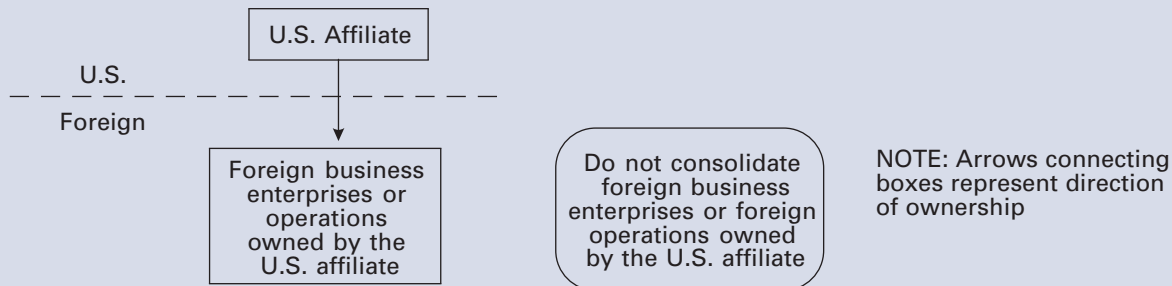 U.S. Affiliate
U.S.
Foreign
Foreign business
enterprises or
operations
owned by the
U.S. affiliate
Do not consolidate
foreign business
enterprises or foreign
operations owned
by the U.S. affiliate
NOTE: Arrows connecting
boxes represent direction
of ownership